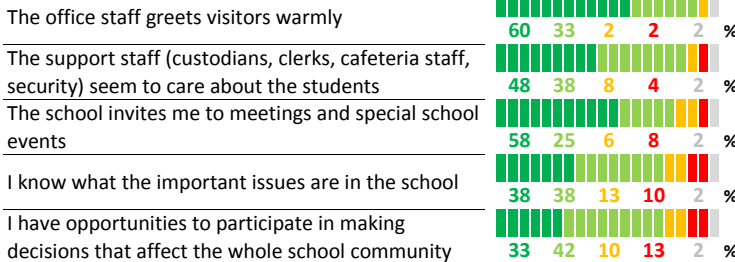 The office staff greets visitors warmly
60 33 2 2 2 %
The support staff (custodians, clerks, cafeteria staff,
security) seem to care about the students
48 38 8 4 2 %
The school invites me to meetings and special school
events
58 25 6 8 2 %
I know what the important issues are in the school
38 38 13 10 2 %
I have opportunities to participate in making
decisions that affect the whole school community
33 42 10 13 2 %